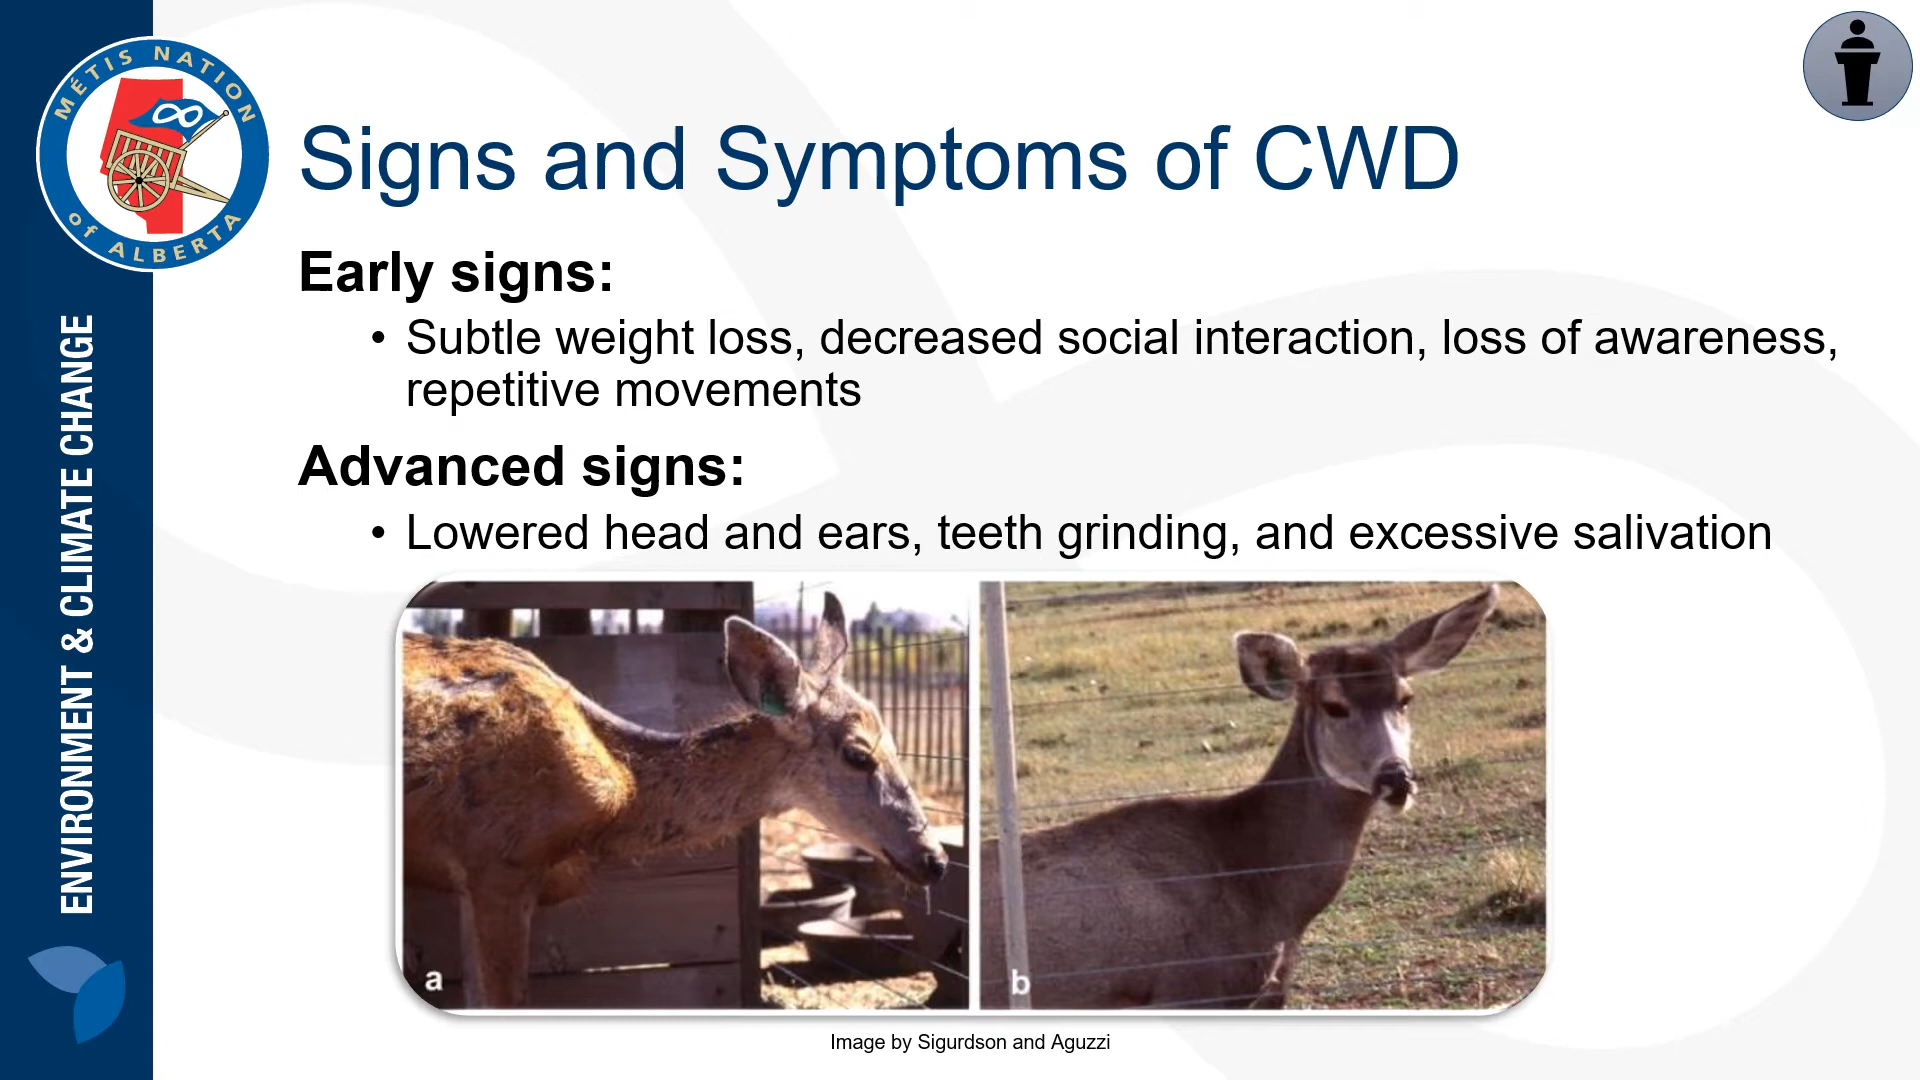 MÉTIS NATION
of ALBERTA
ENVIRONMENT & CLIMATE CHANGE
Signs and Symptoms of CWD
Early signs:
• Subtle weight loss, decreased social interaction, loss of awareness,
repetitive movements
Advanced signs:
• Lowered head and ears, teeth grinding, and excessive salivation
a
b
Image by Sigurdson and Aguzzi